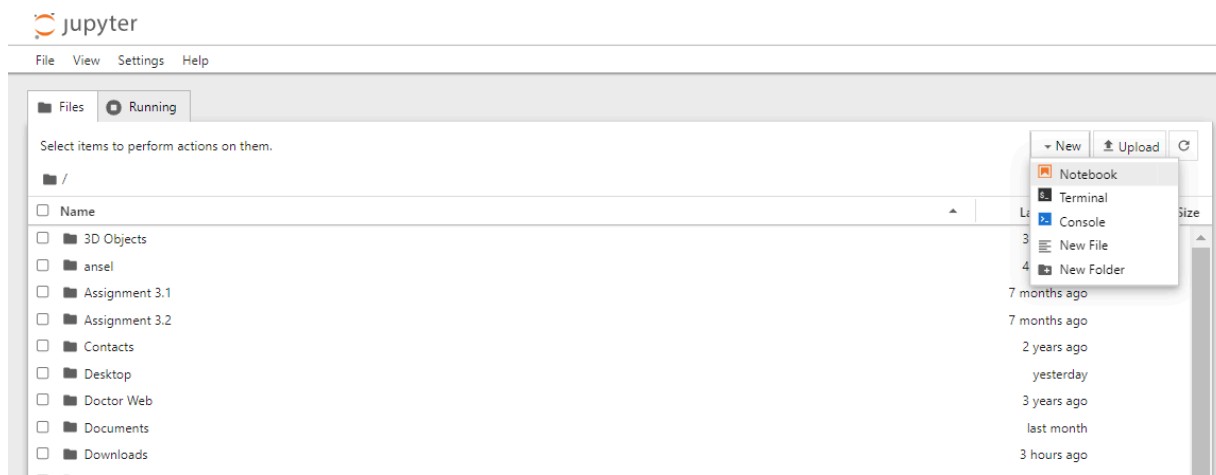 jupyter
File View Settings Help
Files Running
Select items to perform actions on them.
New Upload
/
Notebook
Terminal
Console
New File
New Folder
Name Size
3D Objects
ansel
Assignment 3.1 7 months ago
Assignment 3.2 7 months ago
Contacts 2 years ago
Desktop yesterday
Doctor Web 3 years ago
Documents last month
Downloads 3 hours ago